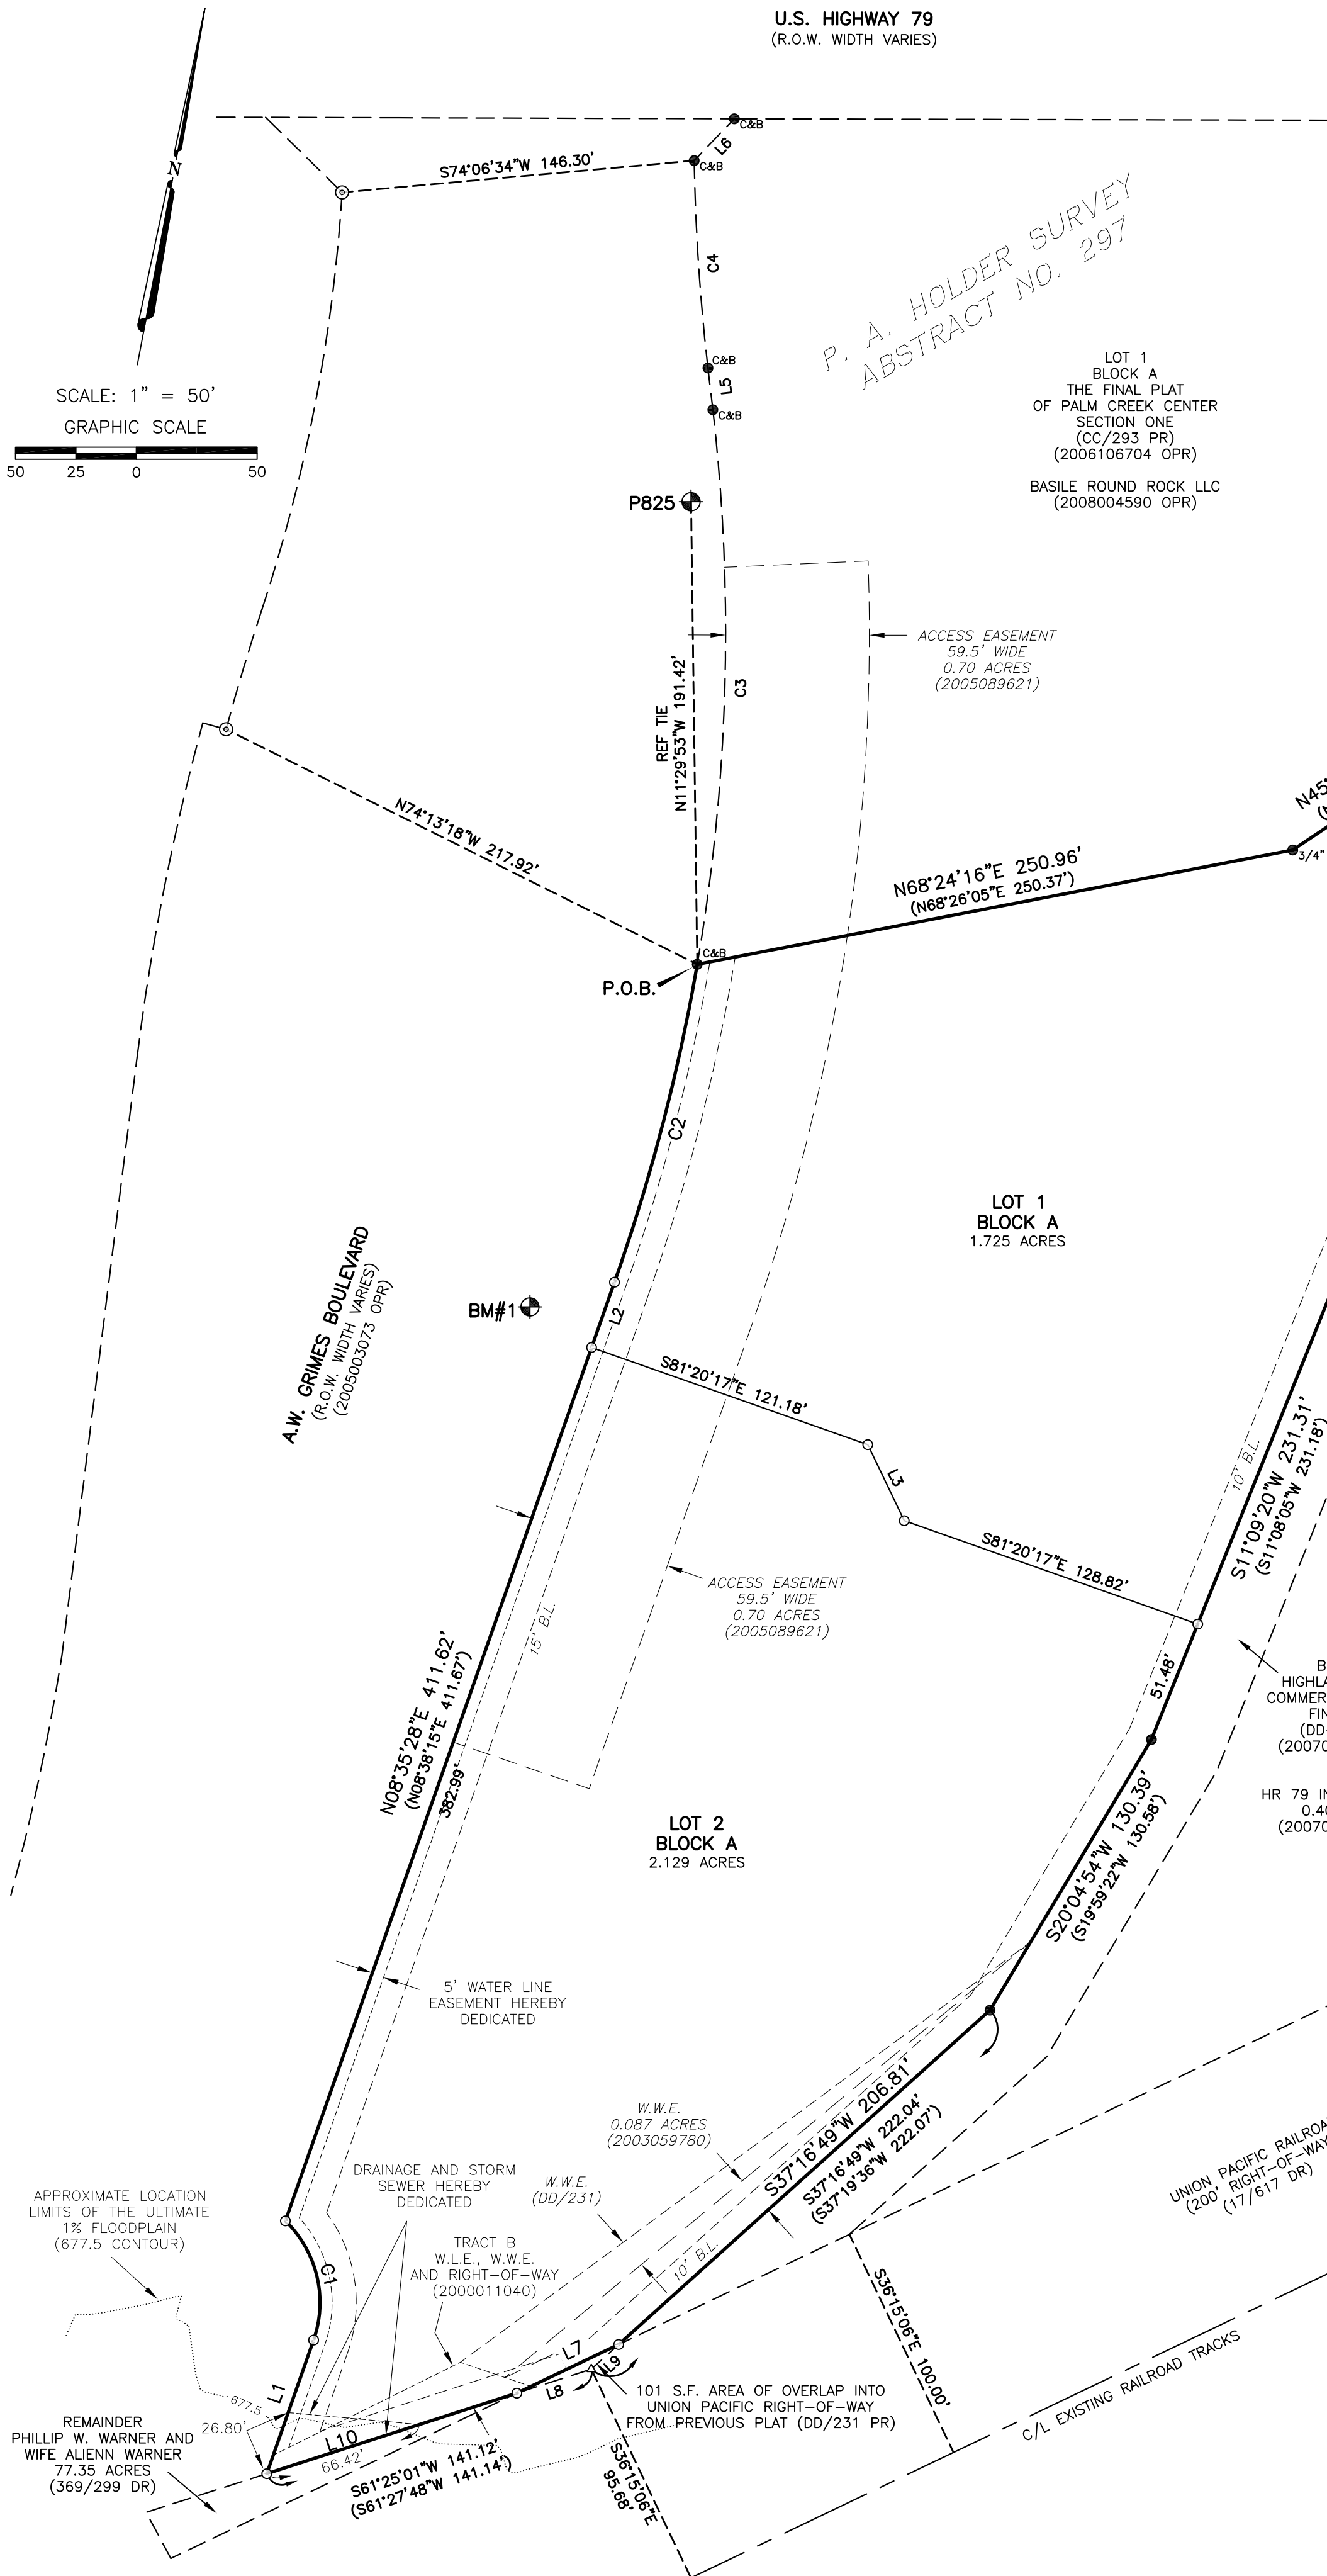 U.S. HIGHWAY 79
(R.O.W. WIDTH VARIES)
C&B
L6
N
S74°06'34"W 146.30'
C&B
P. A. HOLDER SURVEY
ABSTRACT NO. 297
C4
C&B
L5
C&B
LOT 1
BLOCK A
THE FINAL PLAT
OF PALM CREEK CENTER
SECTION ONE
(CC/293 PR)
(2006106704 OPR)
BASILE ROUND ROCK LLC
(2008004590 OPR)
SCALE: 1" = 50'
GRAPHIC SCALE
50 25 0 50
P825
ACCESS EASEMENT
59.5' WIDE
0.70 ACRES
(2005089621)
C3
REF TIE
N11°29'53"W 191.42'
N74°13'18"W 217.92'
N45°
3/4"
N68°24'16"E 250.96'
(N68°26'05"E 250.37')
C&B
P.O.B.
C2
LOT 1
BLOCK A
1.725 ACRES
BM#1
L2
A.W. GRIMES BOULEVARD
(R.O.W. WIDTH VARIES)
(2005003073 OPR)
S81°20'17"E 121.18'
L3
S81°20'17"E 128.82'
10' B.L.
S11°09'20"W 231.31'
(S11°08'05"W 231.18')
ACCESS EASEMENT
59.5' WIDE
0.70 ACRES
(2005089621)
15' B.L.
N08°35'28"E 411.62'
(N08°38'15"E 411.67')
382.99'
51.48'
B
HIGHLA
COMMER
FIN
(DD
(20070
HR 79 IN
0.40
(20070
LOT 2
BLOCK A
2.129 ACRES
S20°04'54"W 130.39'
(S19°59'22"W 130.58')
5' WATER LINE
EASEMENT HEREBY
DEDICATED
W.W.E.
0.087 ACRES
(2003059780)
S37°16'49"W 206.81'
S37°16'49"W 222.04'
(S37°19'36"W 222.07')
UNION PACIFIC RAILROA
(200' RIGHT-OF-WAY
(17/617 DR)
DRAINAGE AND STORM
SEWER HEREBY
DEDICATED
W.W.E.
(DD/231)
APPROXIMATE LOCATION
LIMITS OF THE ULTIMATE
1% FLOODPLAIN
(677.5 CONTOUR)
TRACT B
W.L.E., W.W.E.
AND RIGHT-OF-WAY
(2000011040)
10' B.L.
C1
L7
L9
L8
S36°15'06"E 100.00'
C/L EXISTING RAILROAD TRACKS
101 S.F. AREA OF OVERLAP INTO
UNION PACIFIC RIGHT-OF-WAY
FROM PREVIOUS PLAT (DD/231 PR)
L1
677.5
26.80'
L10
66.42'
REMAINDER
PHILLIP W. WARNER AND
WIFE ALIENN WARNER
77.35 ACRES
(369/299 DR)
S61°25'01"W 141.12'
(S61°27'48"W 141.14')
S36°15'06"E
95.68'